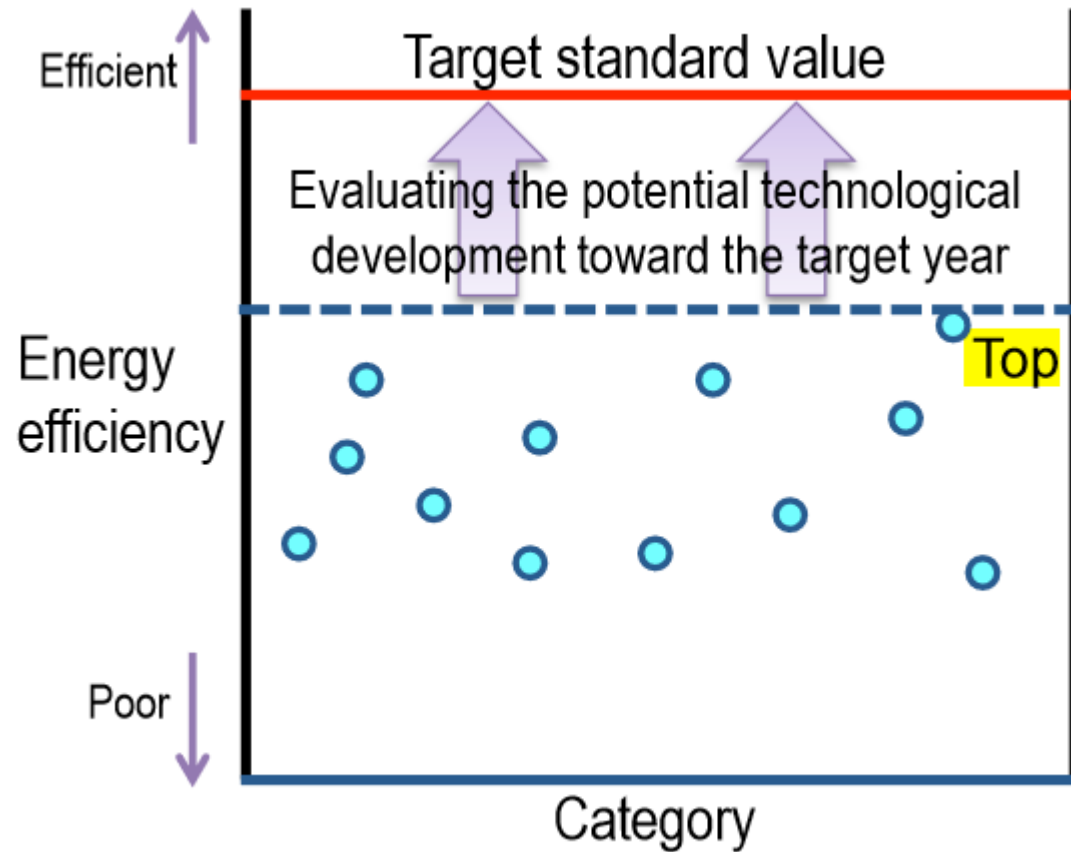 Efficient
Target standard value
Evaluating the potential technological
development toward the target year
Energy
efficiency
Top
Poor
Category